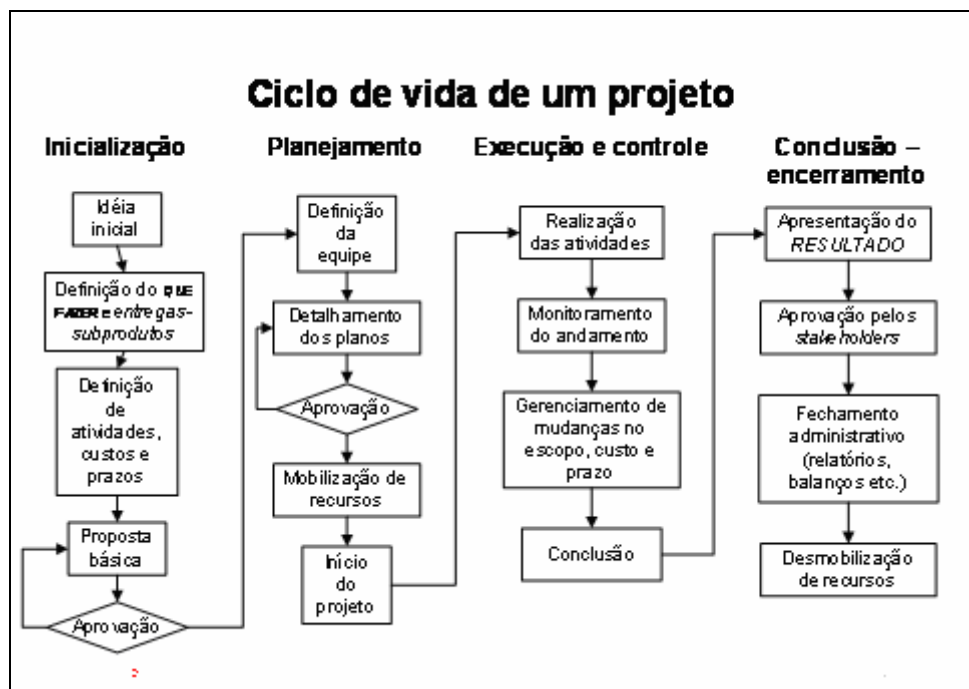 Ciclo de vida de um projeto
Inicialização
Idéia
inicial
Definição do QUE
FAZER e entregas-
subprodutos
Definição
de
atividades,
custos e
prazos
Proposta
básica
Aprovação
Planejamento
Definição
da
equipe
Detalhamento
dos planos
Aprovação
Mobilização de
recursos
Início
do
projeto
Execução e controle
Realização
das atividades
Monitoramento
do andamento
Gerenciamento de
mudanças no
escopo, custo e
prazo
Conclusão
Conclusão –
encerramento
Apresentação do
RESULTADO
Aprovação pelos
stakeholders
Fechamento
administrativo
(relatórios,
balanços etc.)
Desmobilização
de recursos